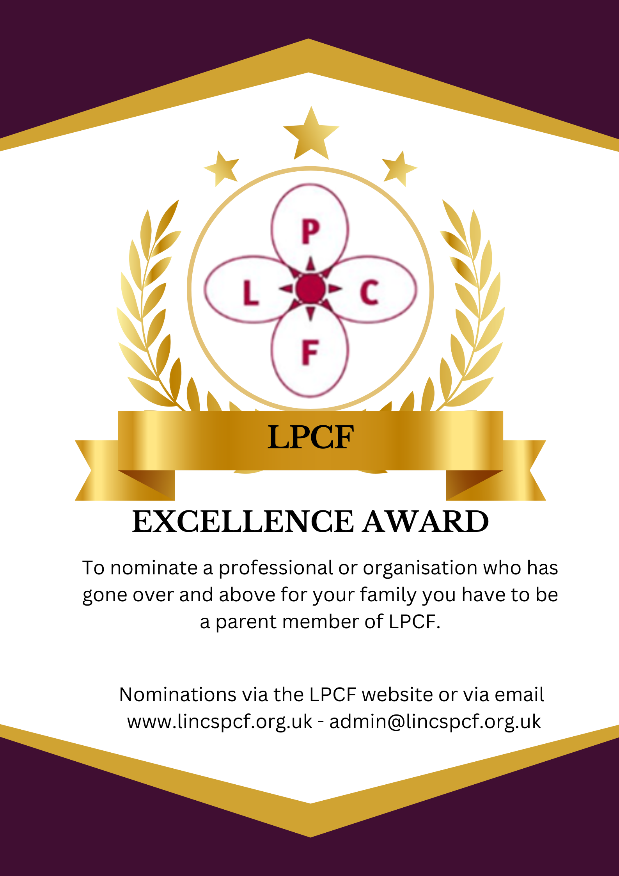 P
L C
F
LPCF
EXCELLENCE AWARD
To nominate a professional or organisation who has
gone over and above for your family you have to be
a parent member of LPCF.
Nominations via the LPCF website or via email
www.lincspcf.org.uk - admin@lincspcf.org.uk